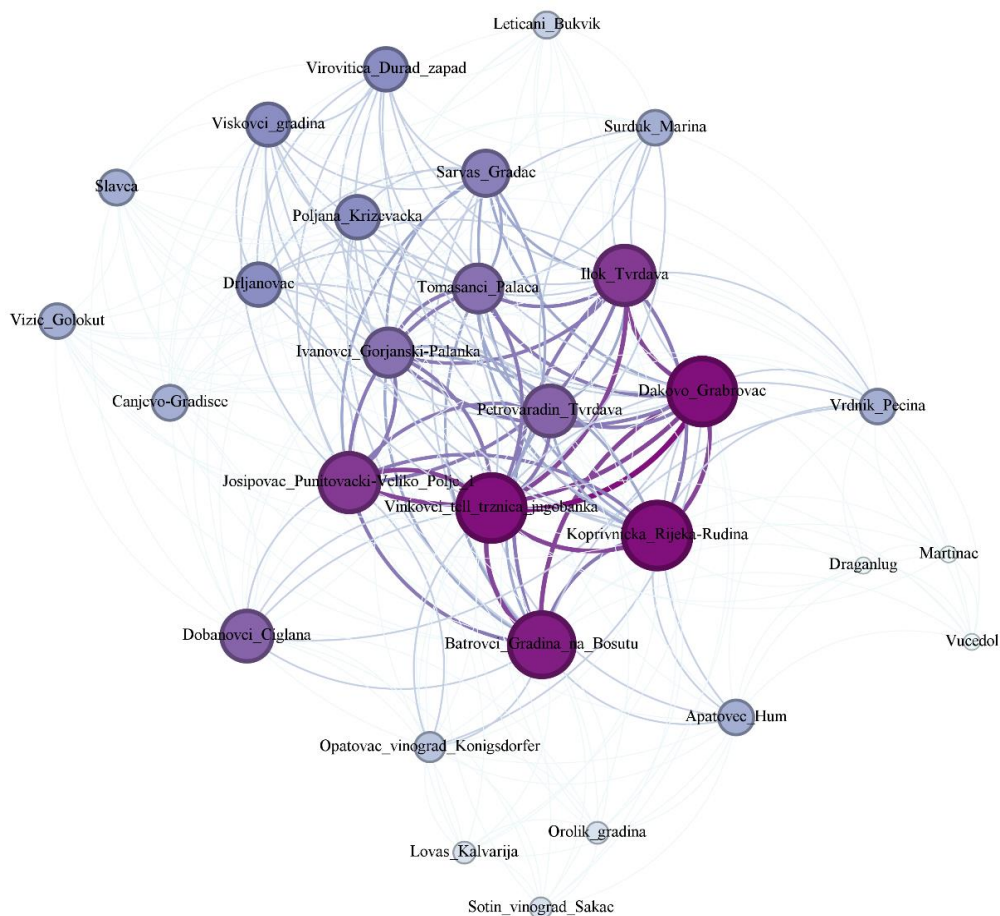 Leticani_Bukvik
Virovitica_Durad_zapad
Viskovci_gradina
Surduk_Marina
Sarvas_Gradac
Slavca
Poljana_Krizevacka
Ilok_Tvrdava
Drljanovac
Tomasanci_Palaca
Vizic_Golokut
Ivanovci_Gorjanski-Palanka
Dakovo_Grabrovac
Canjevo-Gradisce
Petrovaradin_Tvrdava
Vrdnik_Pecina
Josipovac_Punitovacki-Veliko_Polje_1
Vinkovci_tell_trznica_jugobanka
Koprivnicka_Rijeka-Rudina
Martinac
Draganlug
Dobanovci_Ciglana
Batrovci_Gradina_na_Bosutu
Vucedol
Apatovec_Hum
Opatovac_vinograd_Konigsdorfer
Orolik_gradina
Lovas_Kalvarija
Sotin_vinograd_Sakac